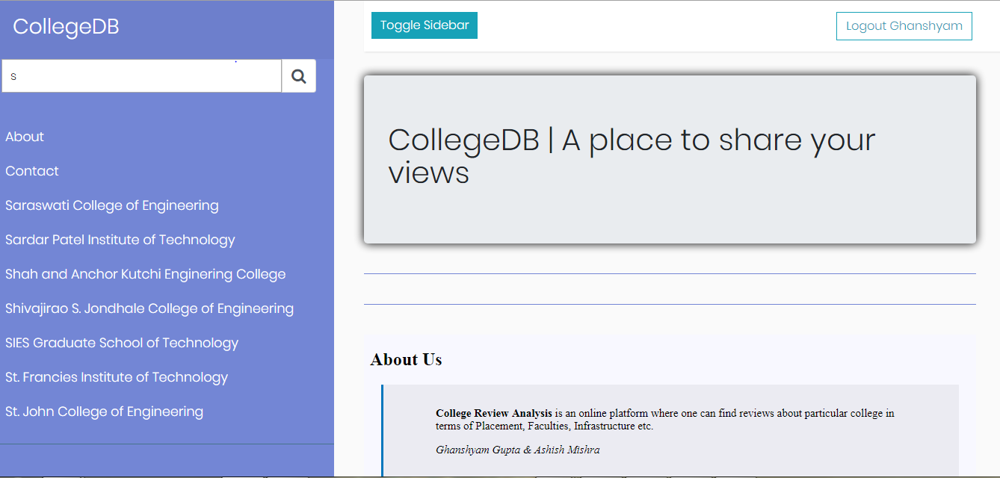 CollegeDB
s
About
Contact
Saraswati College of Engineering
Sardar Patel Institute of Technology
Shah and Anchor Kutchi Enginering College
Shivajirao S. Jondhale College of Engineering
SIES Graduate School of Technology
St. Francies Institute of Technology
St. John College of Engineering
Toggle Sidebar
Logout Ghanshyam
CollegeDB | A place to share your
views
About Us
College Review Analysis is an online platform where one can find reviews about particular college in
terms of Placement, Faculties, Infrastructure etc.
Ghanshyam Gupta & Ashish Mishra